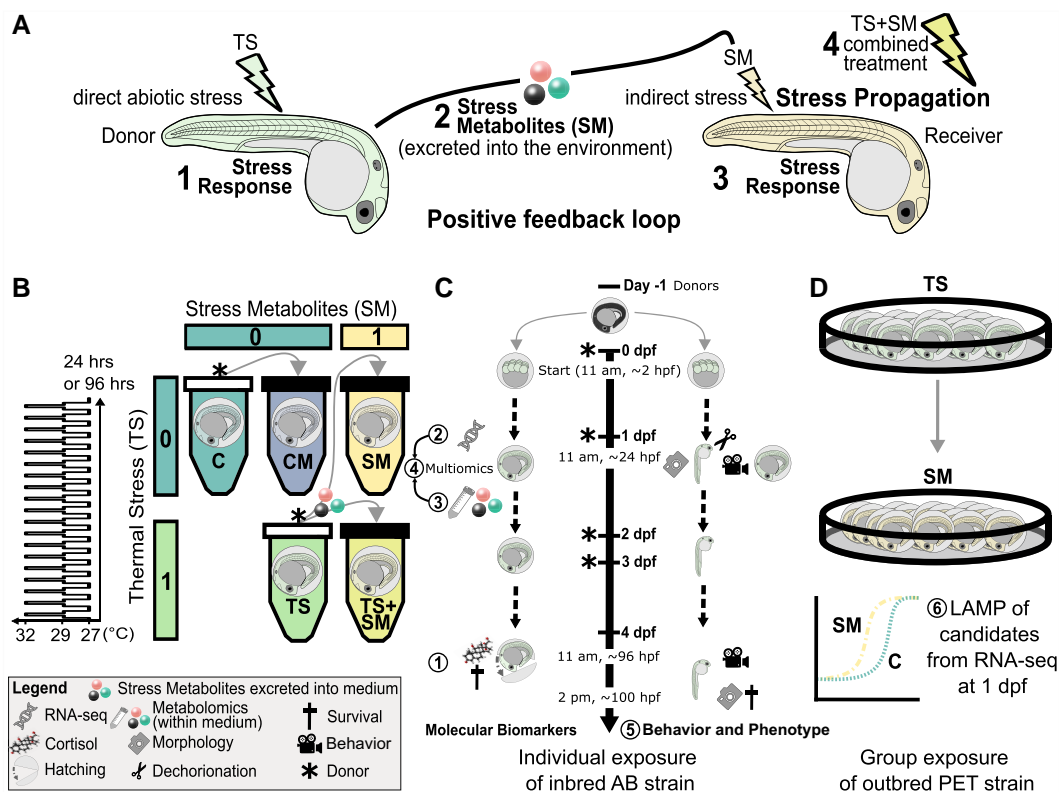 A
TS
direct abiotic stress
Donor
1 Stress
Response
2 Stress
Metabolites (SM)
(excreted into the environment)
SM
indirect stress
TS+SM
4 combined
treatment
Stress Propagation
Receiver
3 Stress
Response
Positive feedback loop
B
Stress Metabolites (SM)
0
1
24 hrs
or 96 hrs
Thermal Stress (TS)
0
1
*
C
CM
SM
*
TS
TS+
SM
32 29 27 (°C)
②
④ Multiomics
③
①
C
Day -1 Donors
* 0 dpf
Start (11 am, ~2 hpf)
* 1 dpf
11 am, ~24 hpf
* 2 dpf
* 3 dpf
4 dpf
11 am, ~96 hpf
2 pm, ~100 hpf
Molecular Biomarkers
⑤ Behavior and Phenotype
Individual exposure
of inbred AB strain
D
TS
SM
SM
C
⑥ LAMP of
candidates
from RNA-seq
at 1 dpf
Group exposure
of outbred PET strain
Legend
Stress Metabolites excreted into medium
RNA-seq
Metabolomics
(within medium)
Survival
Cortisol
Morphology
Behavior
Hatching
Dechorionation
* Donor